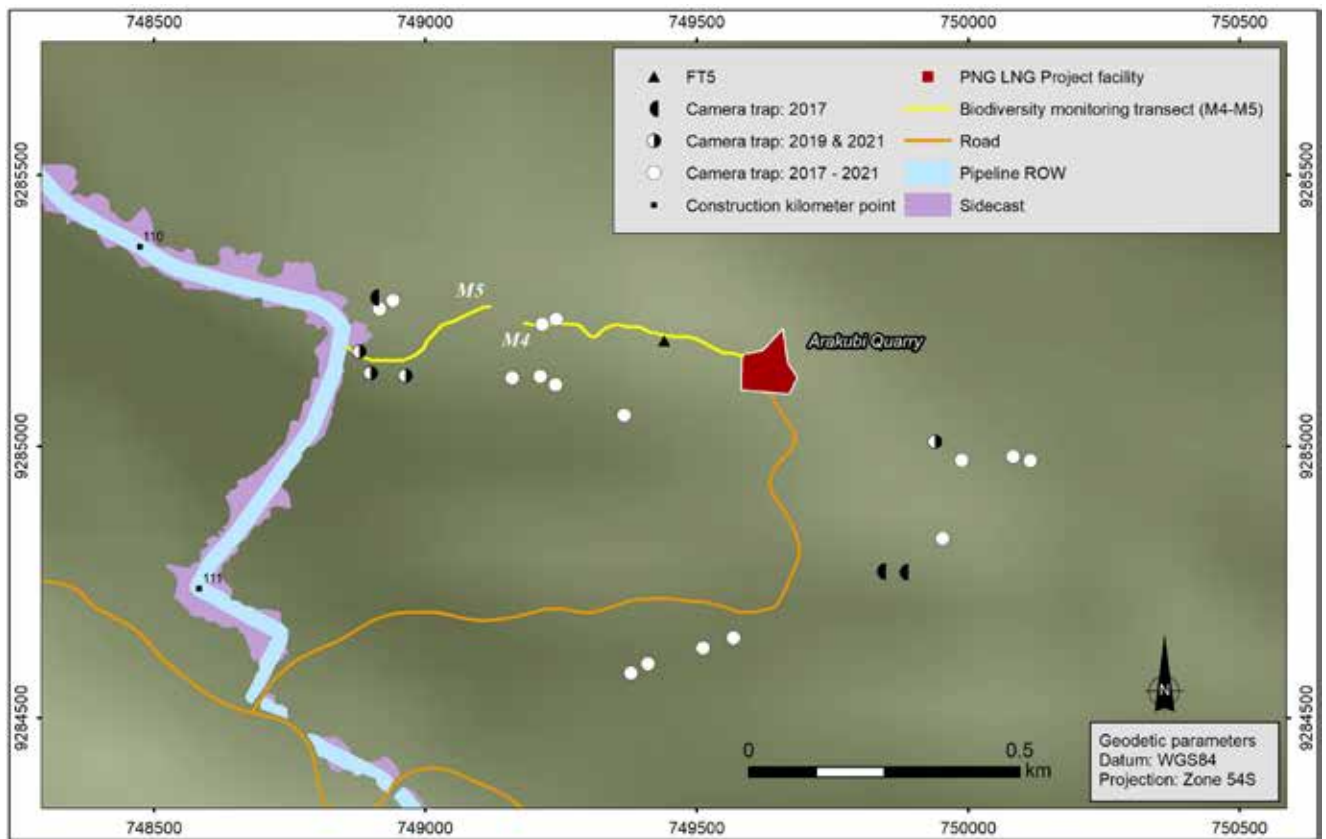 748500 749000 749500 750000 750500
FT5
Camera trap: 2017
Camera trap: 2019 & 2021
Camera trap: 2017 - 2021
Construction kilometer point
PNG LNG Project facility
Biodiversity monitoring transect (M4-M5)
Road
Pipeline ROW
Sidecast
9285500 9285500
110
M5
M4
Arakubi Quarry
9285000 9285000
111
N
9284500 9284500
0 0.5
km
Geodetic parameters
Datum: WGS84
Projection: Zone 54S
748500 749000 749500 750000 750500